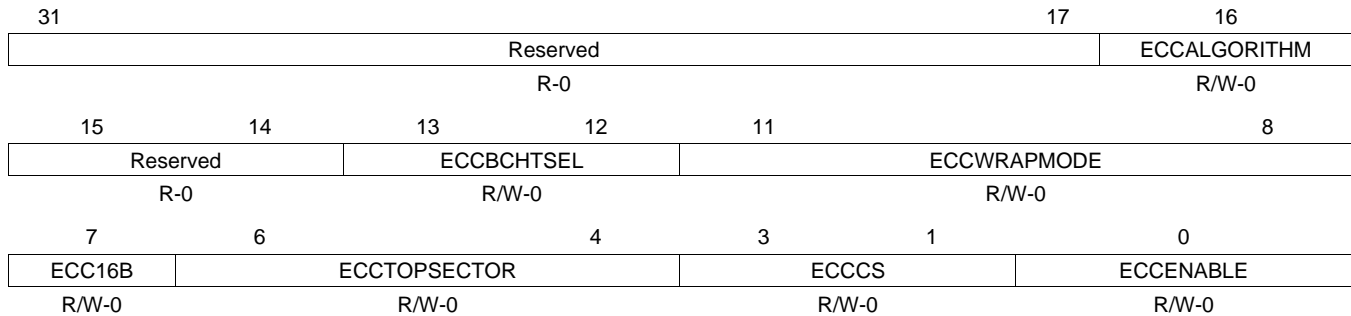 31 17 16
Reserved ECCALGORITHM
R-0 R/W-0
15 14 13 12 11 8
Reserved ECCBCHTSEL ECCWRAPMODE
R-0 R/W-0 R/W-0
7 6 4 3 1 0
ECC16B ECCTOPSECTOR ECCCS ECCENABLE
R/W-0 R/W-0 R/W-0 R/W-0